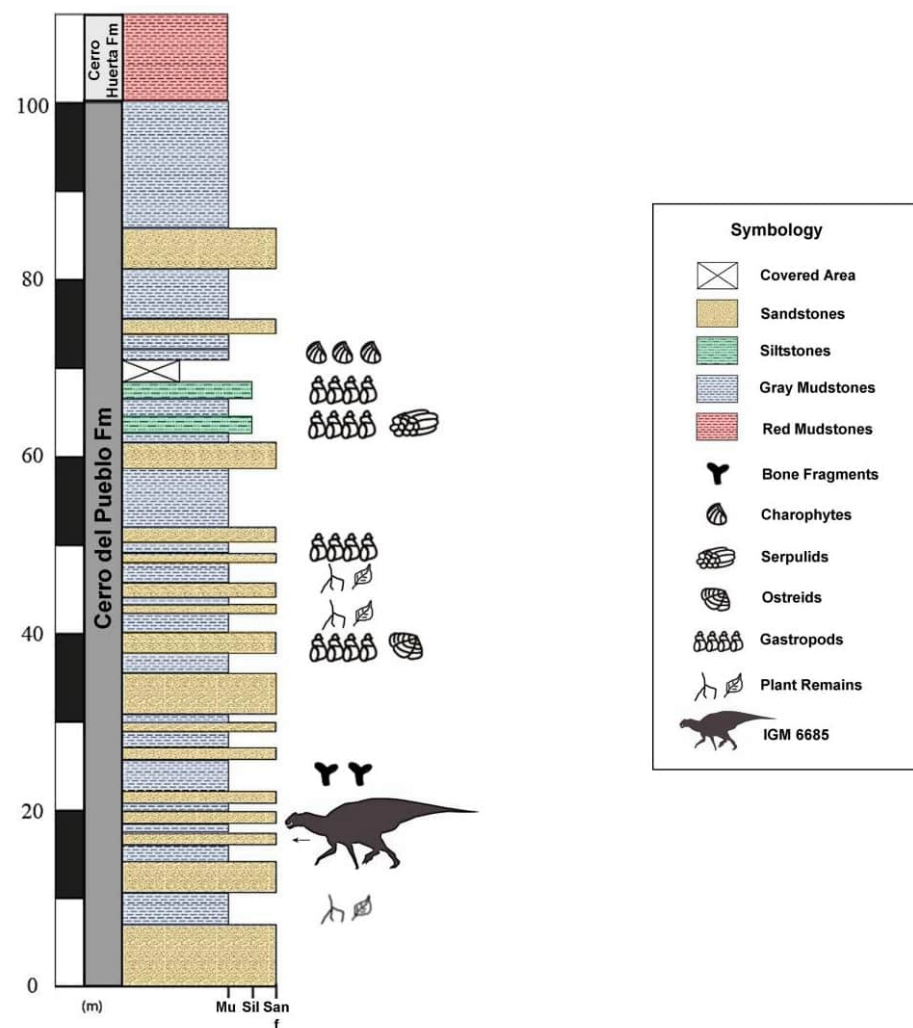 Cerro
Huerta Fm
100
80
60
40
20
0
Cerro del Pueblo Fm
(m)
Mu Sil San
f
Symbology
Covered Area
Sandstones
Siltstones
Gray Mudstones
Red Mudstones
Bone Fragments
Charophytes
Serpulids
Ostreids
Gastropods
Plant Remains
IGM 6685